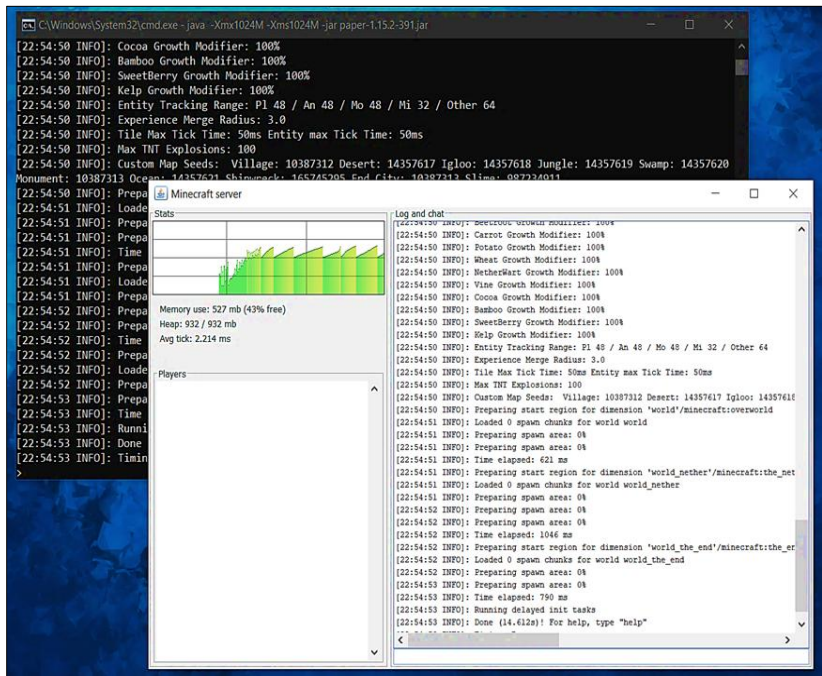 C:\Windows\System32\cmd.exe - java -Xmx1024M -Xms1024M -jar paper-1.15.2-391.jar
[22:54:50 INFO]: Cocoa Growth Modifier: 100%
[22:54:50 INFO]: Bamboo Growth Modifier: 100%
[22:54:50 INFO]: SweetBerry Growth Modifier: 100%
[22:54:50 INFO]: Kelp Growth Modifier: 100%
[22:54:50 INFO]: Entity Tracking Range: Pl 48 / An 48 / Mo 48 / Mi 32 / Other 64
[22:54:50 INFO]: Experience Merge Radius: 3.0
[22:54:50 INFO]: Tile Max Tick Time: 50ms Entity max Tick Time: 50ms
[22:54:50 INFO]: Max TNT Explosions: 100
[22:54:50 INFO]: Custom Map Seeds:  Village: 10387312 Desert: 14357617 Igloo: 14357618 Jungle: 14357619 Swamp: 14357620
Monument: 10387313 Ocean: 14357621 Shipwreck: 165745295 End City: 10387313 Slime: 987234911
[22:54:50 INFO]: Prepa
[22:54:51 INFO]: Loade
[22:54:51 INFO]: Prepa
[22:54:51 INFO]: Prepa
[22:54:51 INFO]: Time
[22:54:51 INFO]: Prepa
[22:54:51 INFO]: Loade
[22:54:51 INFO]: Prepa
[22:54:52 INFO]: Prepa
[22:54:52 INFO]: Prepa
[22:54:52 INFO]: Time
[22:54:52 INFO]: Prepa
[22:54:52 INFO]: Loade
[22:54:52 INFO]: Prepa
[22:54:53 INFO]: Prepa
[22:54:53 INFO]: Time
[22:54:53 INFO]: Runni
[22:54:53 INFO]: Done
[22:54:53 INFO]: Timin
>
Minecraft server
Stats
Memory use: 527 mb (43% free)
Heap: 932 / 932 mb
Avg tick: 2.214 ms
Players
Log and chat
[22:54:50 INFO]: Beetroot Growth Modifier: 100%
[22:54:50 INFO]: Carrot Growth Modifier: 100%
[22:54:50 INFO]: Potato Growth Modifier: 100%
[22:54:50 INFO]: Wheat Growth Modifier: 100%
[22:54:50 INFO]: NetherWart Growth Modifier: 100%
[22:54:50 INFO]: Vine Growth Modifier: 100%
[22:54:50 INFO]: Cocoa Growth Modifier: 100%
[22:54:50 INFO]: Bamboo Growth Modifier: 100%
[22:54:50 INFO]: SweetBerry Growth Modifier: 100%
[22:54:50 INFO]: Kelp Growth Modifier: 100%
[22:54:50 INFO]: Entity Tracking Range: Pl 48 / An 48 / Mo 48 / Mi 32 / Other 64
[22:54:50 INFO]: Experience Merge Radius: 3.0
[22:54:50 INFO]: Tile Max Tick Time: 50ms Entity max Tick Time: 50ms
[22:54:50 INFO]: Max TNT Explosions: 100
[22:54:50 INFO]: Custom Map Seeds:  Village: 10387312 Desert: 14357617 Igloo: 14357618
[22:54:50 INFO]: Preparing start region for dimension 'world'/minecraft:overworld
[22:54:51 INFO]: Loaded 0 spawn chunks for world world
[22:54:51 INFO]: Preparing spawn area: 0%
[22:54:51 INFO]: Preparing spawn area: 0%
[22:54:51 INFO]: Time elapsed: 621 ms
[22:54:51 INFO]: Preparing start region for dimension 'world_nether'/minecraft:the_net
[22:54:51 INFO]: Loaded 0 spawn chunks for world world_nether
[22:54:51 INFO]: Preparing spawn area: 0%
[22:54:52 INFO]: Preparing spawn area: 0%
[22:54:52 INFO]: Preparing spawn area: 0%
[22:54:52 INFO]: Time elapsed: 1046 ms
[22:54:52 INFO]: Preparing start region for dimension 'world_the_end'/minecraft:the_en
[22:54:52 INFO]: Loaded 0 spawn chunks for world world_the_end
[22:54:52 INFO]: Preparing spawn area: 0%
[22:54:53 INFO]: Preparing spawn area: 0%
[22:54:53 INFO]: Time elapsed: 790 ms
[22:54:53 INFO]: Running delayed init tasks
[22:54:53 INFO]: Done (14.612s)! For help, type "help"